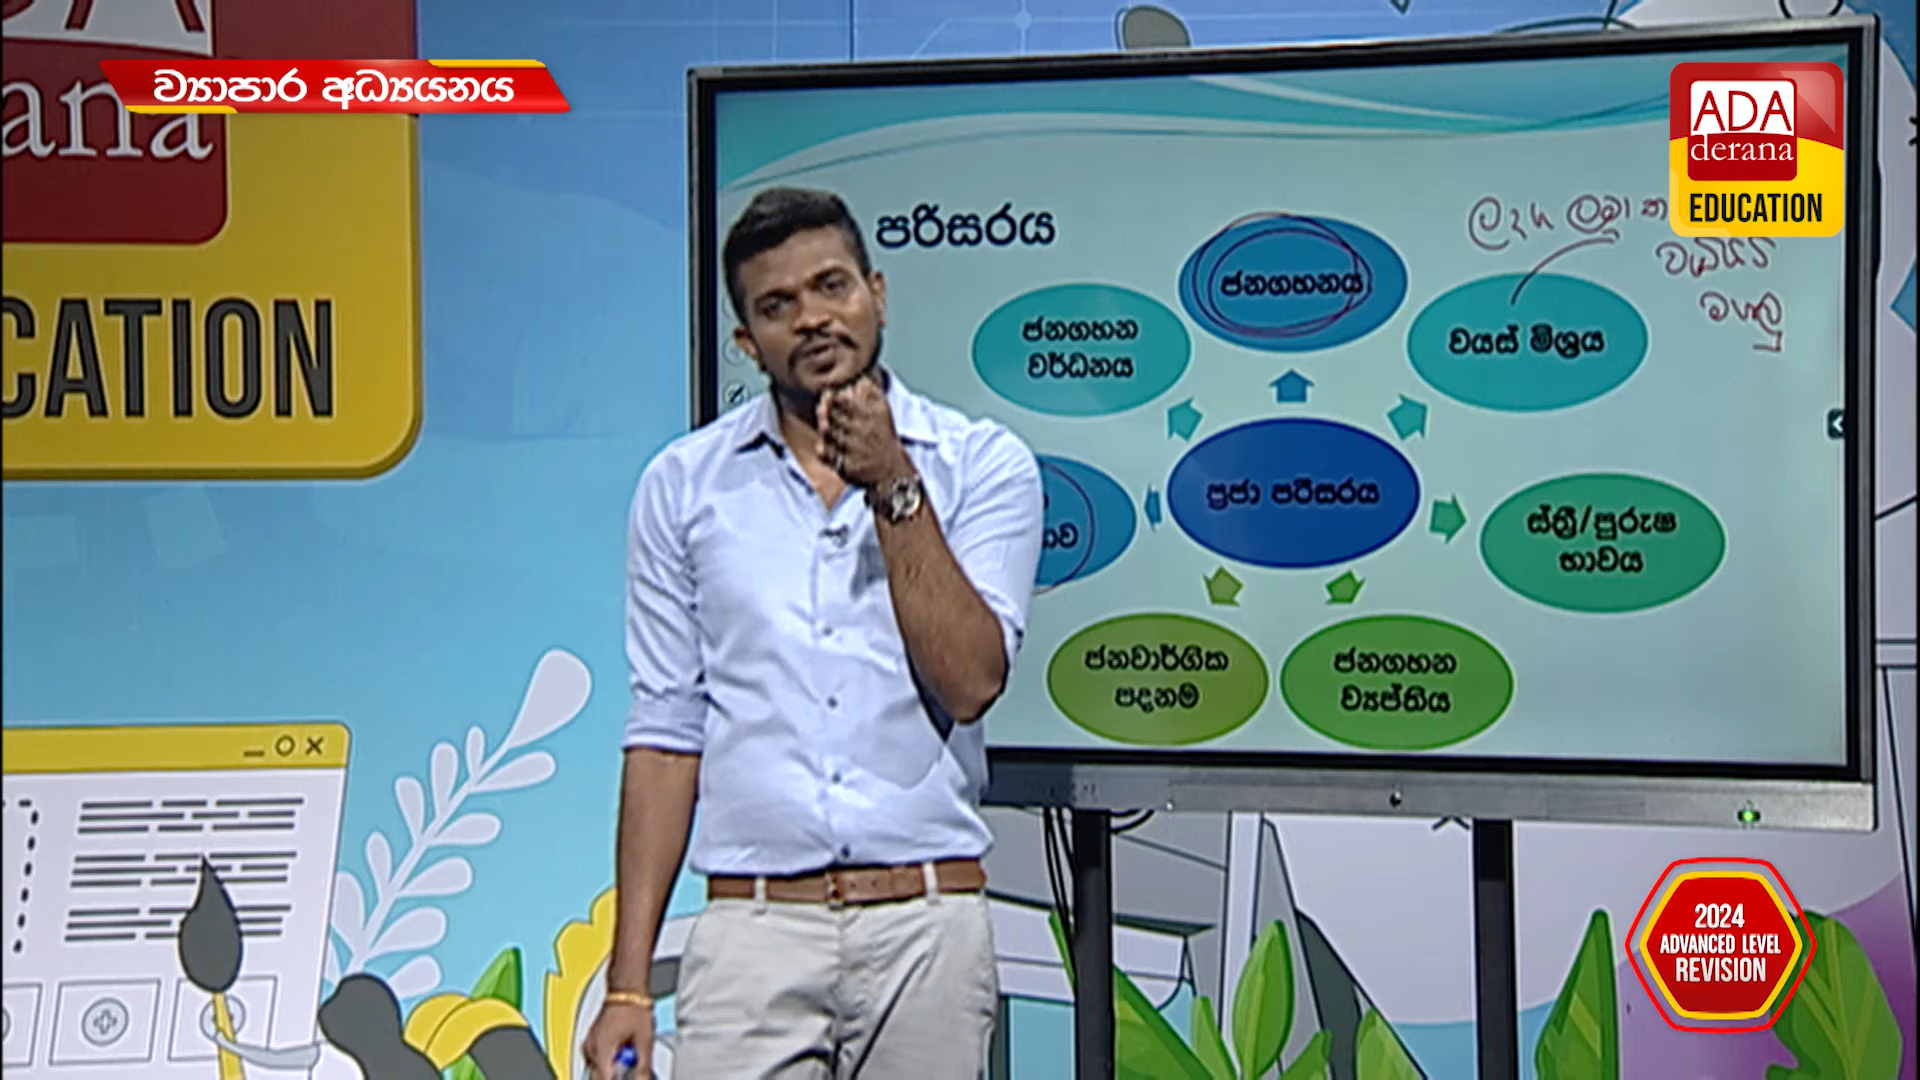 ව්‍යාපාර අධ්‍යයනය
ADA
derana
EDUCATION
ana
CATION
පරිසරය
ජනගහනය
ජනගහන
වර්ධනය
වයස් මිශ්‍රය
ප්‍රජා පරිසරය
ස්ත්‍රී/පුරුෂ
භාවය
ජනවාර්ගික
පදනම
ජනගහන
ව්‍යප්තිය
2024
ADVANCED LEVEL
REVISION